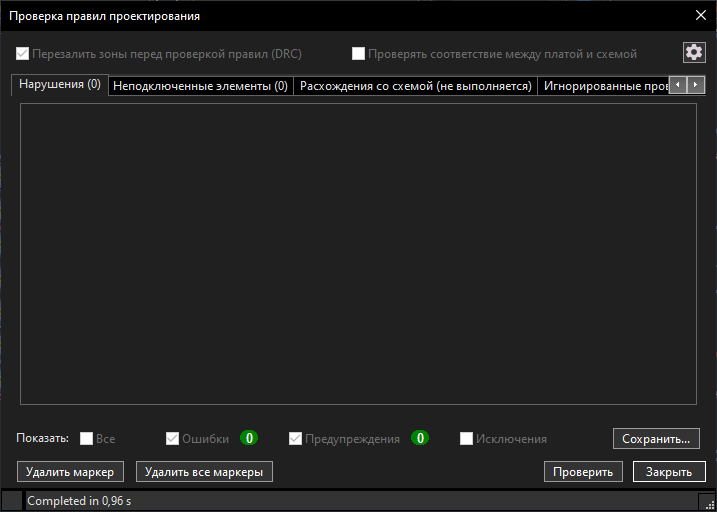 Проверка правил проектирования
Перезалить зоны перед проверкой правил (DRC) Проверять соответствие между платой и схемой
Нарушения (0) Неподключенные элементы (0) Расхождения со схемой (не выполняется) Игнорированные пров
Показать: Все Ошибки 0 Предупреждения 0 Исключения Сохранить...
Удалить маркер Удалить все маркеры Проверить Закрыть
Completed in 0,96 s